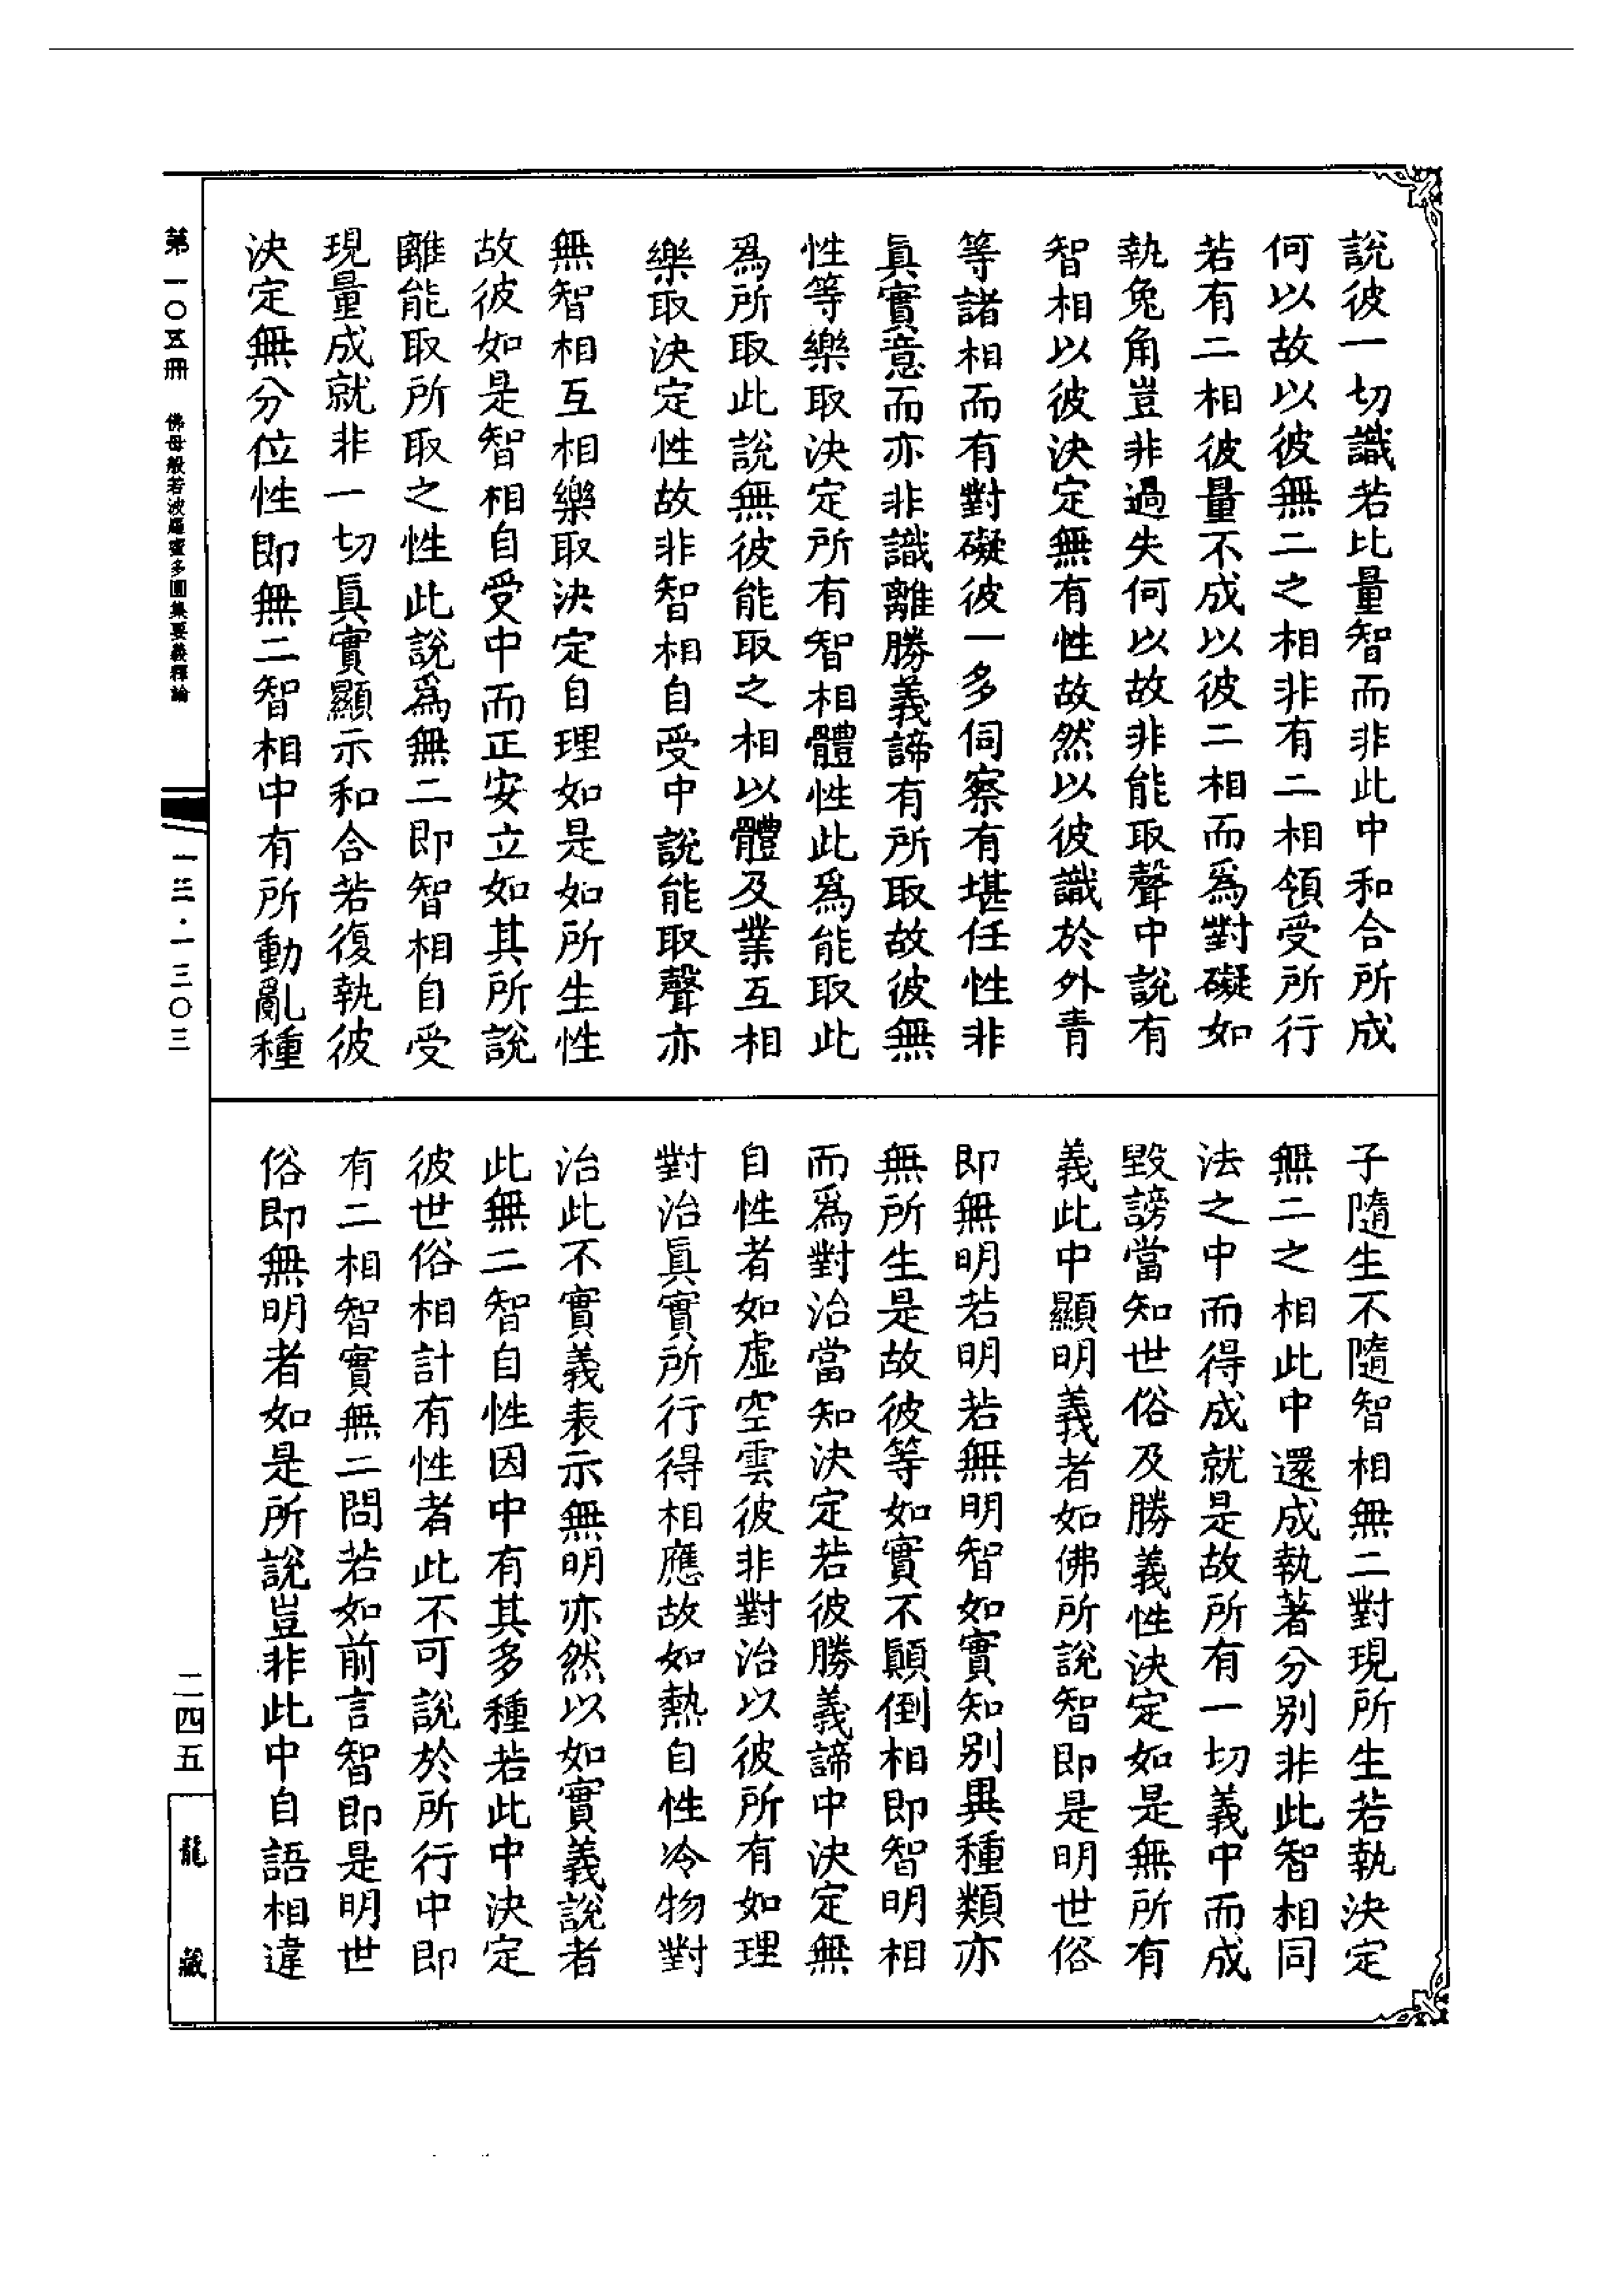 說彼一切識若比量智而非此中和合所成
何以故以彼無二之相非有二相領受所行
若有二相彼量不成以彼二相而爲對礙如
執兔角豈非過失何以故非能取聲中說有
智相以彼決定無有性故然以彼識於外青
等諸相而有對礙彼一多伺察有堪任性非
眞實意而亦非識離勝義諦有所取故彼無
性等樂取決定所有智相體性此爲能取此
爲所取此說無彼能取之相以體及業互相
樂取決定性故非智相自受中說能取聲亦
無智相互相樂取決定自理如是如所生性
故彼如是智相自受中而正安立如其所說
離能取所取之性此說爲無二即智相自受
現量成就非一切眞實顯示和合若復執彼
決定無分位性即無二智相中有所動亂種
子隨生不隨智相無二對現所生若執決定
無二之相此中還成執著分別非此智相同
法之中而得成就是故所有一切義中而成
毀謗當知世俗及勝義性決定如是無所有
義此中顯明義者如佛所說智即是明世俗
即無明若明若無明智如實知別異種類亦
無所生是故彼等如實不顛倒相即智明相
而爲對治當知決定若彼勝義諦中決定無
自性者如虛空雲彼非對治以彼所有如理
對治眞實所行得相應故如熱自性冷物對
治此不實義表示無明亦然以如實義說者
此無二智自性因中有其多種若此中決定
彼世俗相計有性者此不可說於所行中即
有二相智實無二問若如前言智即是明世
俗即無明者如是所說豈非此中自語相違
第一〇五冊 佛母般若波羅蜜多圓集要義釋論
一三·一三〇三
二四五
龍藏